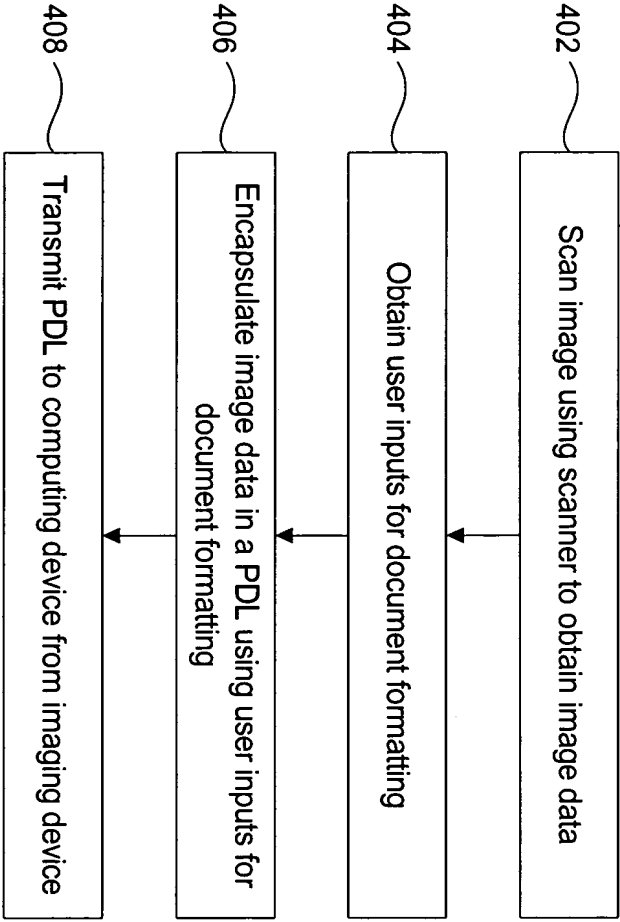 402
Scan image using scanner to obtain image data
404
Obtain user inputs for document formatting
406
Encapsulate image data in a PDL using user inputs for
document formatting
408
Transmit PDL to computing device from imaging device